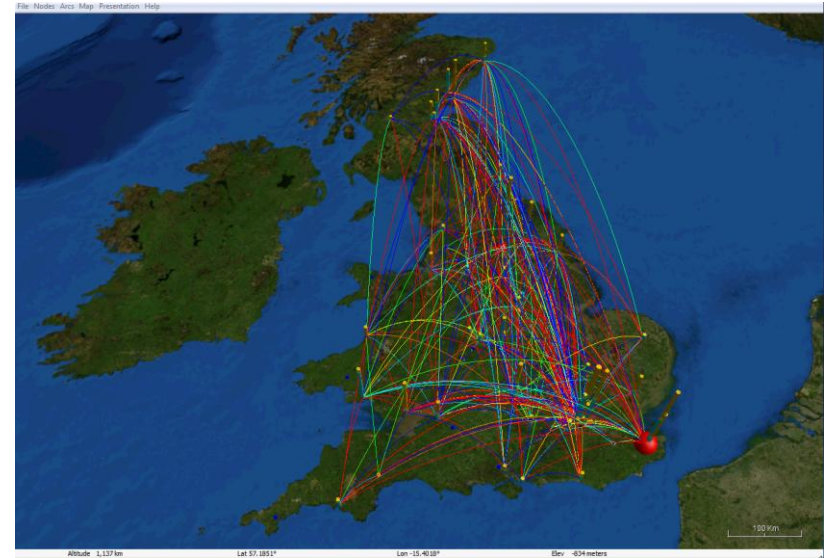 File Nodes Arcs Map Presentation Help
100 Km
Altitude 1,137 km Lat 57.1851° Lon -15.4018° Elev -834 meters